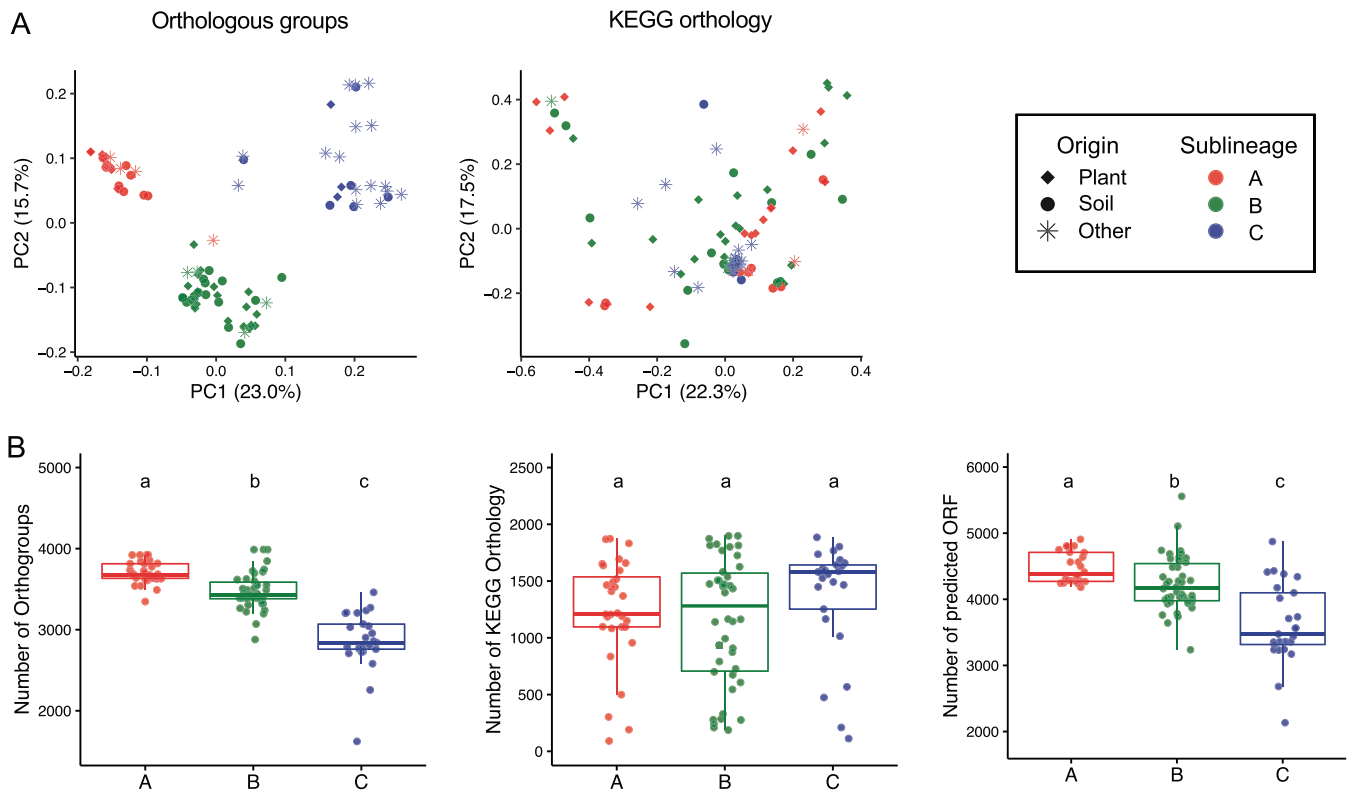 A
Orthologous groups
KEGG orthology
PC2 (15.7%)
0.2
0.1
0.0
−0.1
−0.2
−0.2
−0.1
0.0
0.1
0.2
PC1 (23.0%)
PC2 (17.5%)
0.4
0.2
0.0
−0.2
−0.6
−0.4
−0.2
0.0
0.2
0.4
PC1 (22.3%)
Origin
Plant
Soil
Other
Sublineage
A
B
C
B
Number of Orthogroups
5000
4000
3000
2000
a
b
c
A
B
C
Number of KEGG Orthology
2500
2000
1500
1000
500
0
a
a
a
A
B
C
Number of predicted ORF
6000
5000
4000
3000
2000
a
b
c
A
B
C